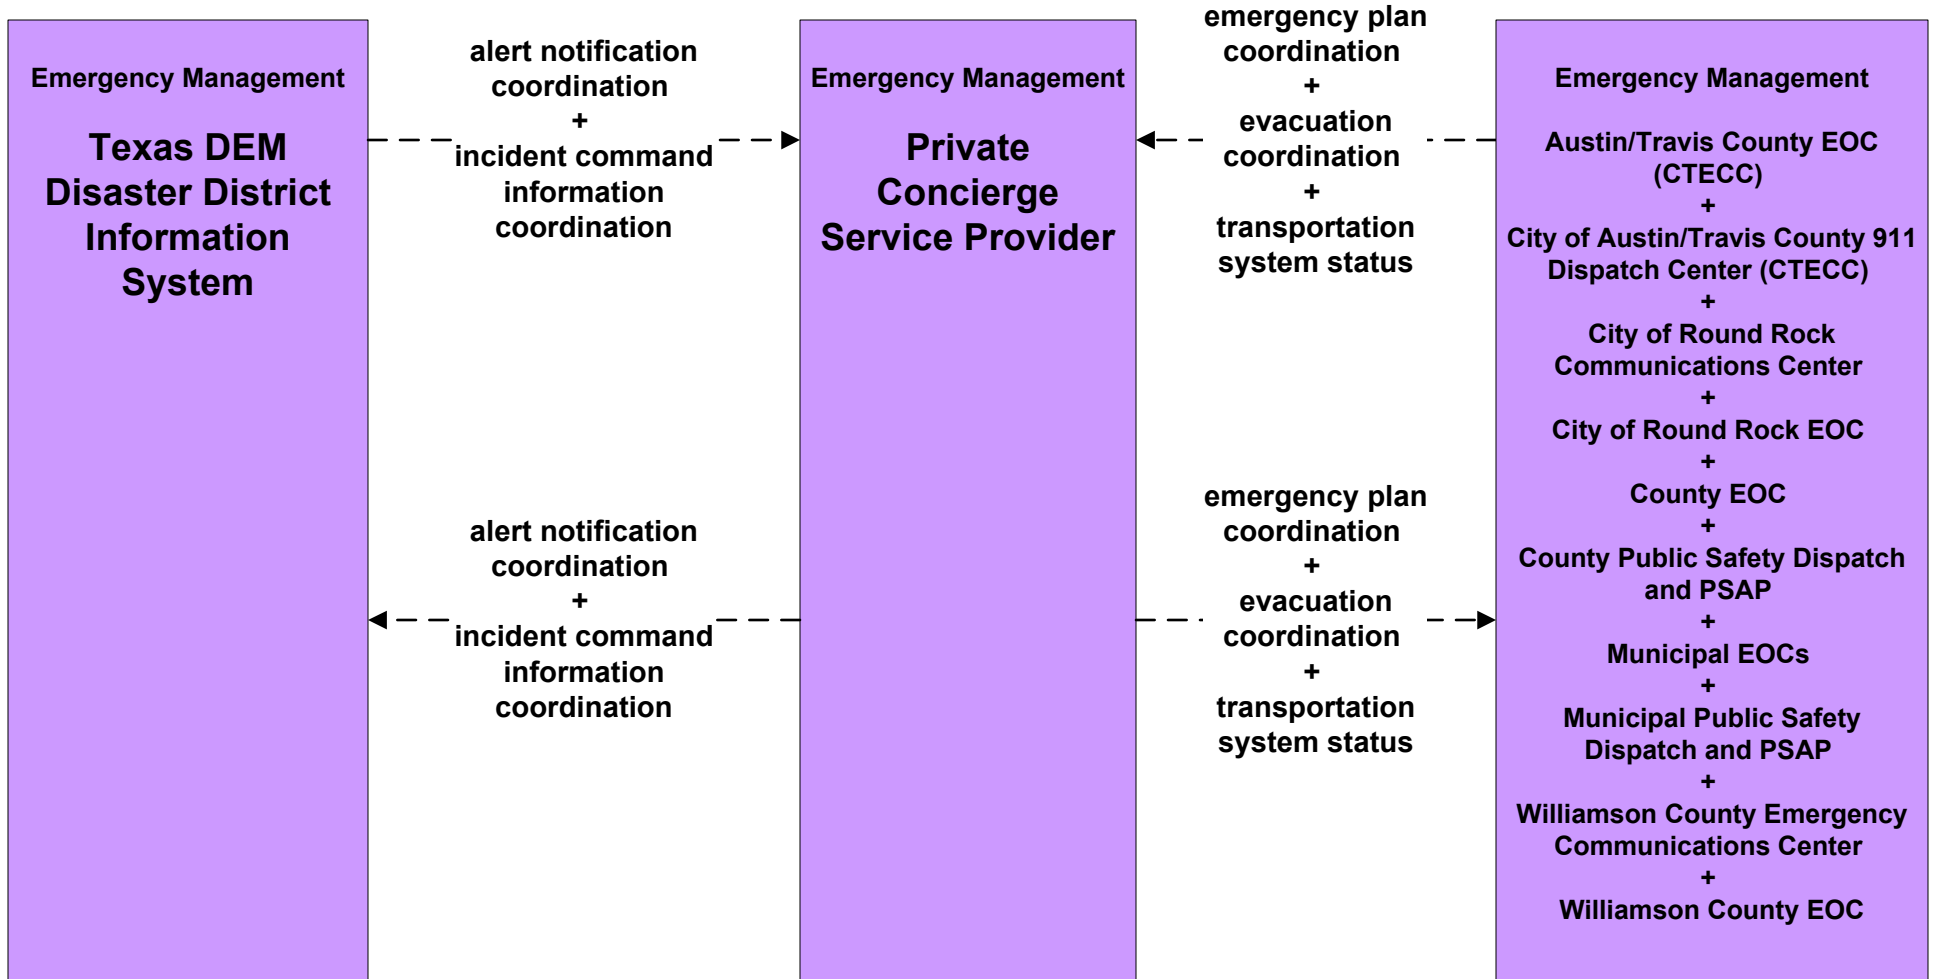 Emergency Management
Texas DEM
Disaster District
Information
System
alert notification
coordination
+
incident command
information
coordination
alert notification
coordination
+
incident command
information
coordination
Emergency Management
Private
Concierge
Service Provider
emergency plan
coordination
+
evacuation
coordination
+
transportation
system status
emergency plan
coordination
+
evacuation
coordination
+
transportation
system status
Emergency Management
Austin/Travis County EOC
(CTECC)
+
City of Austin/Travis County 911
Dispatch Center (CTECC)
+
City of Round Rock
Communications Center
+
City of Round Rock EOC
+
County EOC
+
County Public Safety Dispatch
and PSAP
+
Municipal EOCs
+
Municipal Public Safety
Dispatch and PSAP
+
Williamson County Emergency
Communications Center
+
Williamson County EOC